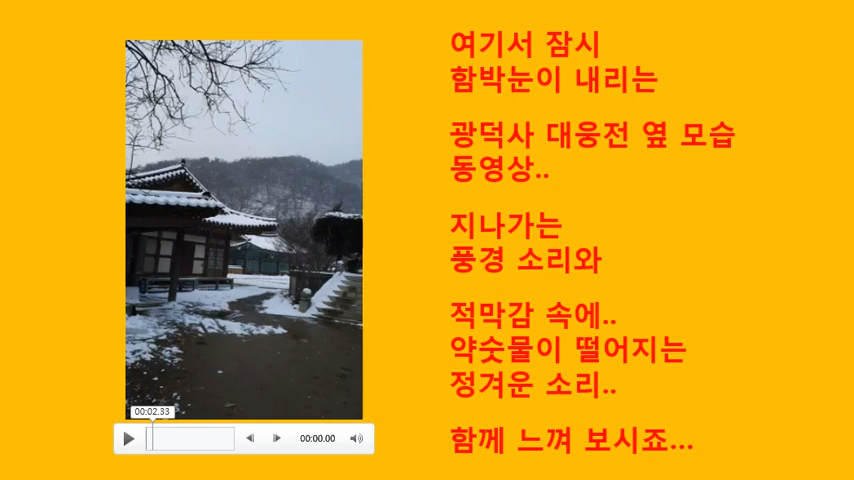 여기서 잠시
함박눈이 내리는
광덕사 대웅전 옆 모습
동영상..
지나가는
풍경 소리와
적막감 속에..
약숫물이 떨어지는
정겨운 소리..
함께 느껴 보시죠...
00:02.33
00:00.00